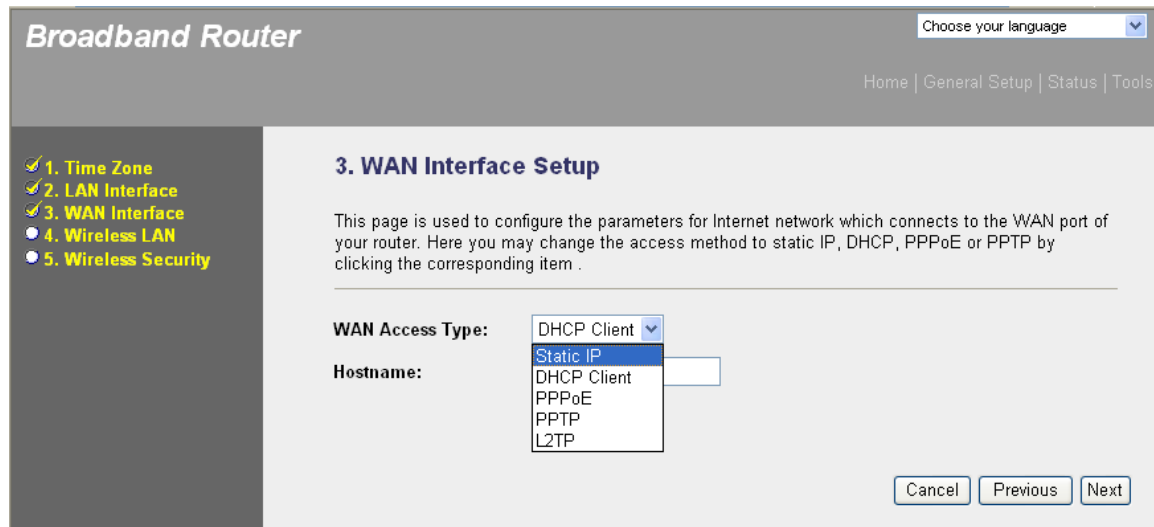 Broadband Router
Choose your language
Home | General Setup | Status | Tools
1. Time Zone
2. LAN Interface
3. WAN Interface
4. Wireless LAN
5. Wireless Security
3. WAN Interface Setup
This page is used to configure the parameters for Internet network which connects to the WAN port of
your router. Here you may change the access method to static IP, DHCP, PPPoE or PPTP by
clicking the corresponding item .
WAN Access Type:
DHCP Client
Static IP
Hostname:
DHCP Client
PPPoE
PPTP
L2TP
Cancel
Previous
Next